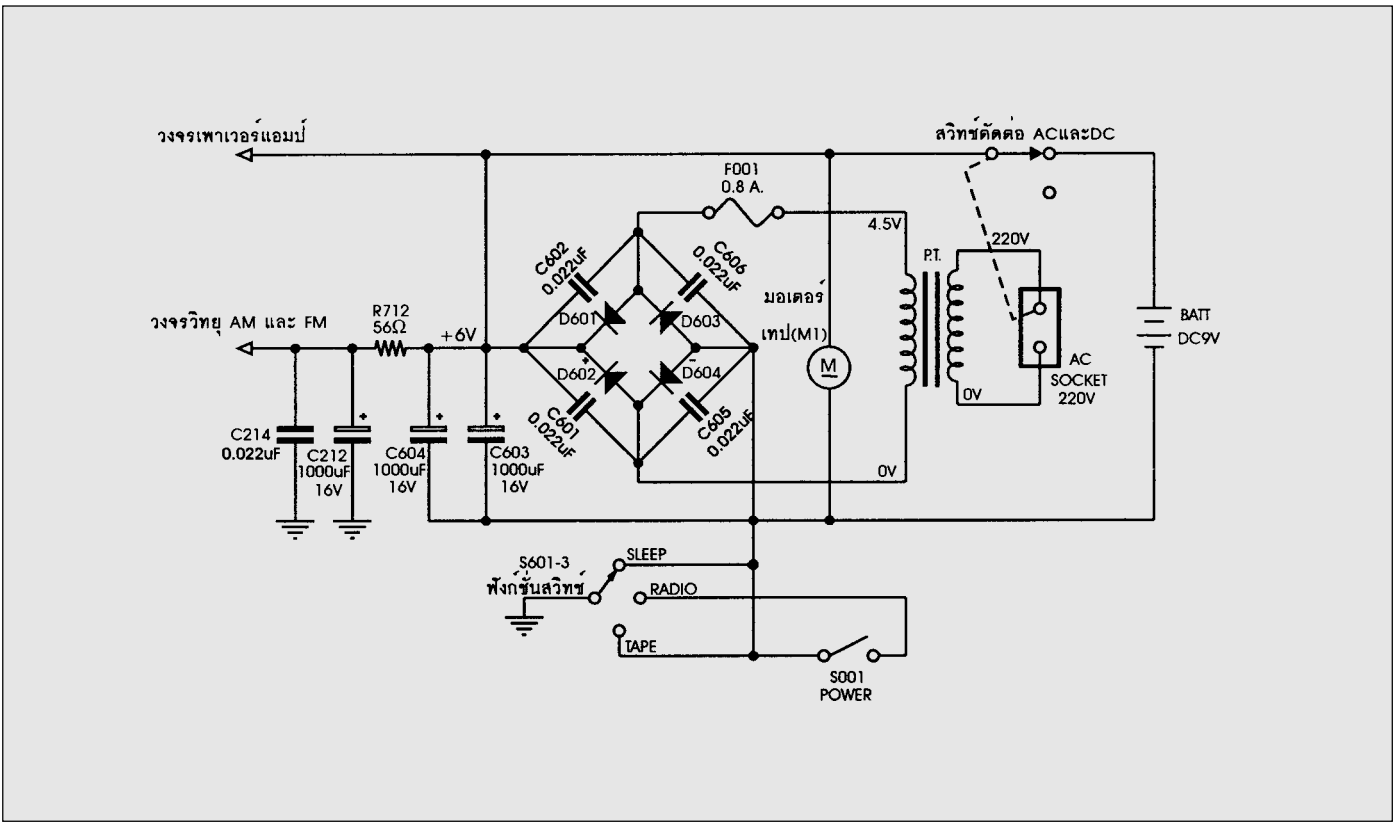 วงจรเพาเวอร์แอมป์
สวิทช์ตัดต่อ ACและDC
F001
0.8 A.
4.5V
220V
P.T.
C602
0.022uF
C606
0.022uF
มอเตอร์
เทป(M1)
M
D601
D603
วงจรวิทยุ AM และ FM
R712
56Ω
+6V
BATT
DC9V
+
-
D602
D604
AC
SOCKET
220V
0V
C601
0.022uF
C605
0.022uF
+
+
+
C214
0.022uF
C212
1000uF
16V
C604
1000uF
16V
C603
1000uF
16V
0V
S601-3
ฟังก์ชั่นสวิทช์
SLEEP
RADIO
TAPE
S001
POWER